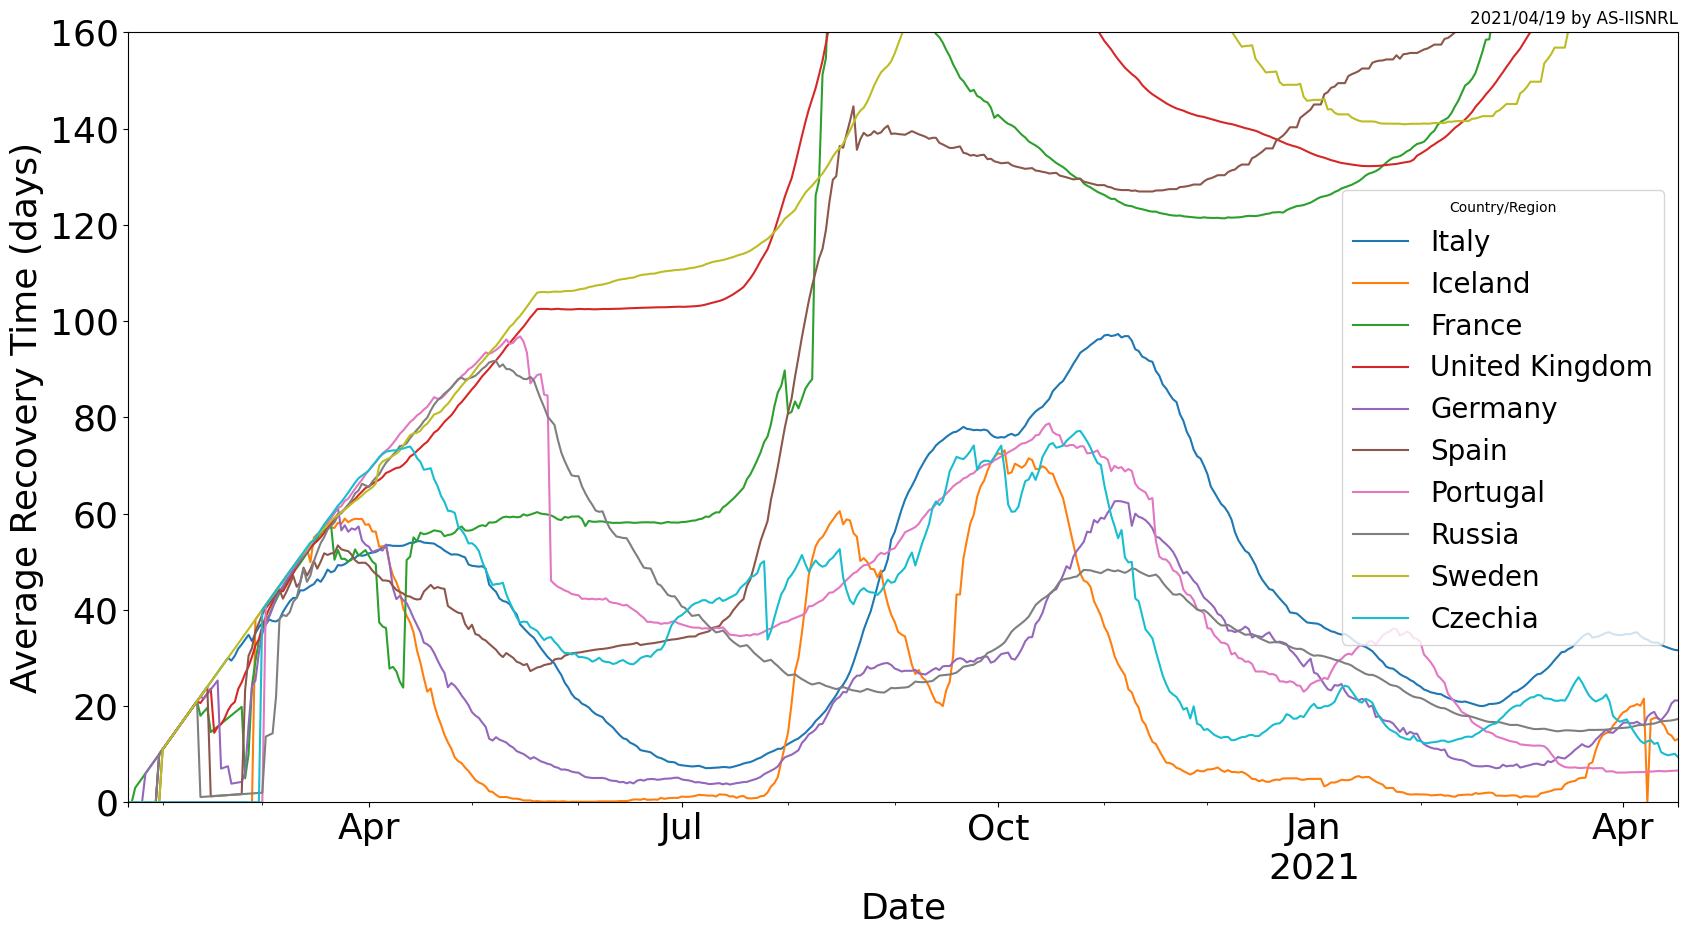 2021/04/19 by AS-IISNRL
160
140
120
100
80
60
40
20
0
Average Recovery Time (days)
Country/Region
Italy
Iceland
France
United Kingdom
Germany
Spain
Portugal
Russia
Sweden
Czechia
Apr
Jul
Oct
Jan
2021
Apr
Date